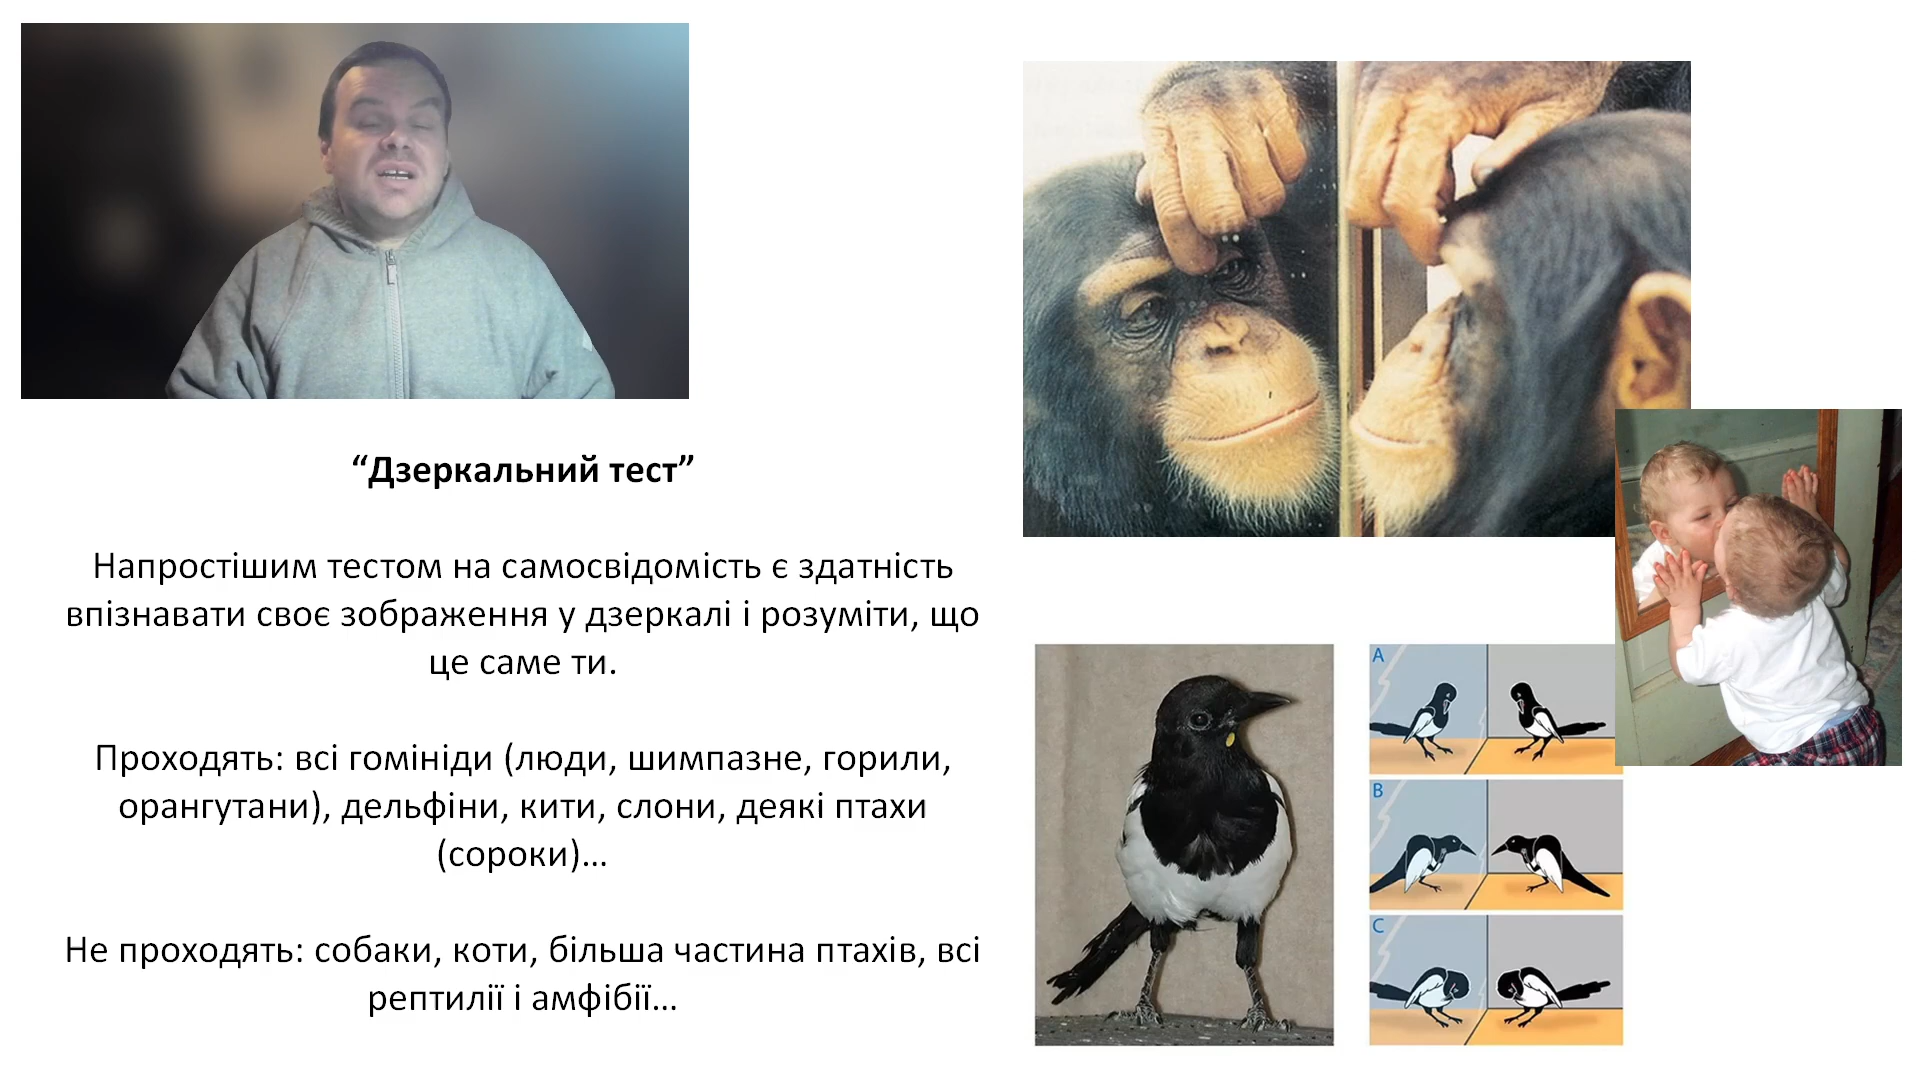 “Дзеркальний тест”
Напростішим тестом на самосвідомість є здатність
впізнавати своє зображення у дзеркалі і розуміти, що
це саме ти.
Проходять: всі гомініди (люди, шимпазне, горили,
орангутани), дельфіни, кити, слони, деякі птахи
(сороки)…
Не проходять: собаки, коти, більша частина птахів, всі
рептилії і амфібії…
A
B
C